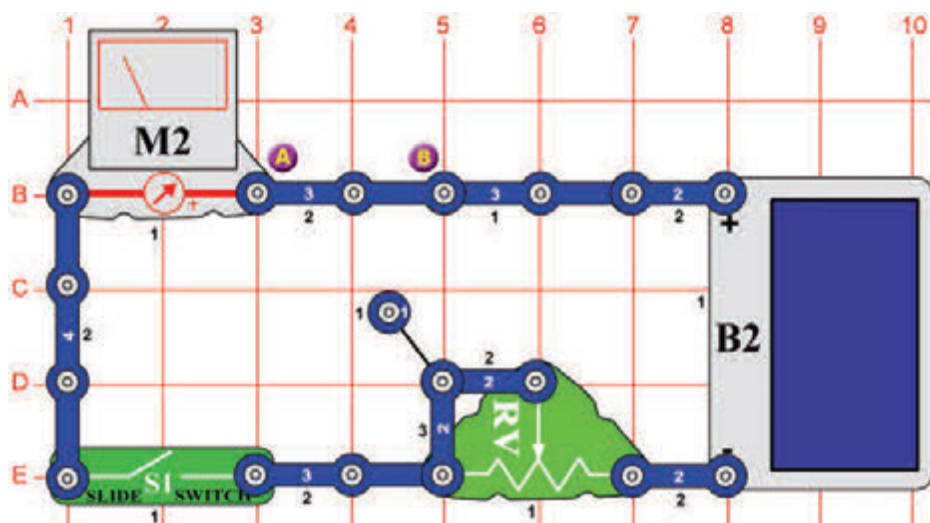 1 2 3 4 5 6 7 8 9 10
A
M2
A B
B 3 3 2 +
2 1 2
1
+
C
1 1 1
4 2
2 B2
D 2
RV
3 2
-
E S1 3 2
SLIDE SWITCH 2 2
1 1